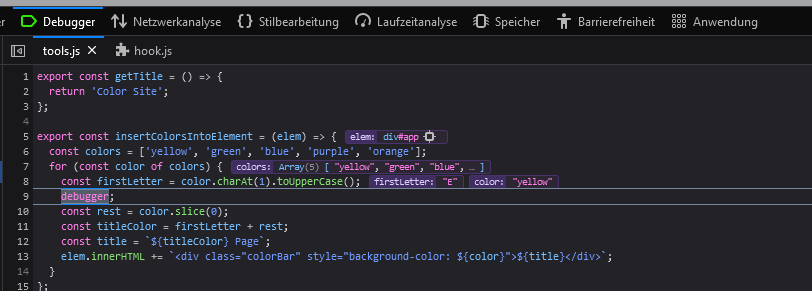 Debugger Netzwerkanalyse {} Stilbearbeitung Laufzeitanalyse Speicher Barrierefreiheit Anwendung
tools.js × hook.js
1 export const getTitle = () => {
2 return 'Color Site';
3 };
4
5 export const insertColorsIntoElement = (elem) => { elem: div#app
6 const colors = ['yellow', 'green', 'blue', 'purple', 'orange'];
7 for (const color of colors) { colors: Array(5) [ "yellow", "green", "blue", … ]
8 const firstLetter = color.charAt(1).toUpperCase(); firstLetter: "E" color: "yellow"
9 debugger;
10 const rest = color.slice(0);
11 const titleColor = firstLetter + rest;
12 const title = `${titleColor} Page`;
13 elem.innerHTML += `<div class="colorBar" style="background-color: ${color}">${title}</div>`;
14 }
15 };